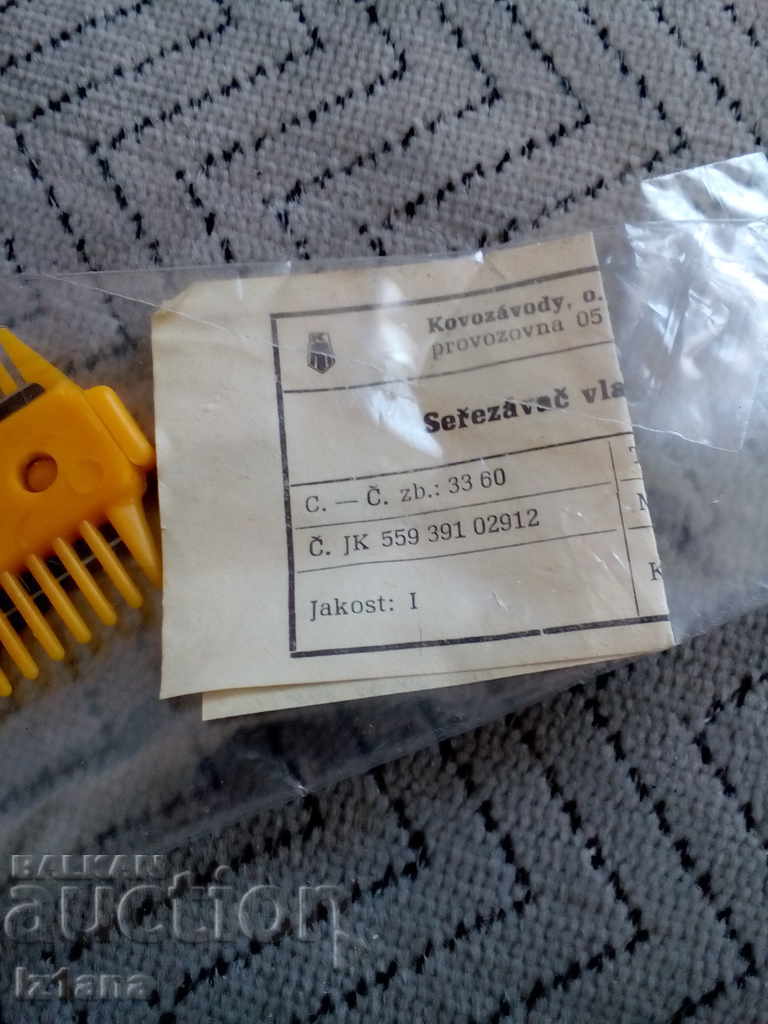 Kovozávody, o.
provozovna 05
Seřezávač vla
C. — Č. zb.: 33 60
Č. JK 559 391 02912
Jakost: I
K
BALKAN
auction
Iz1ana